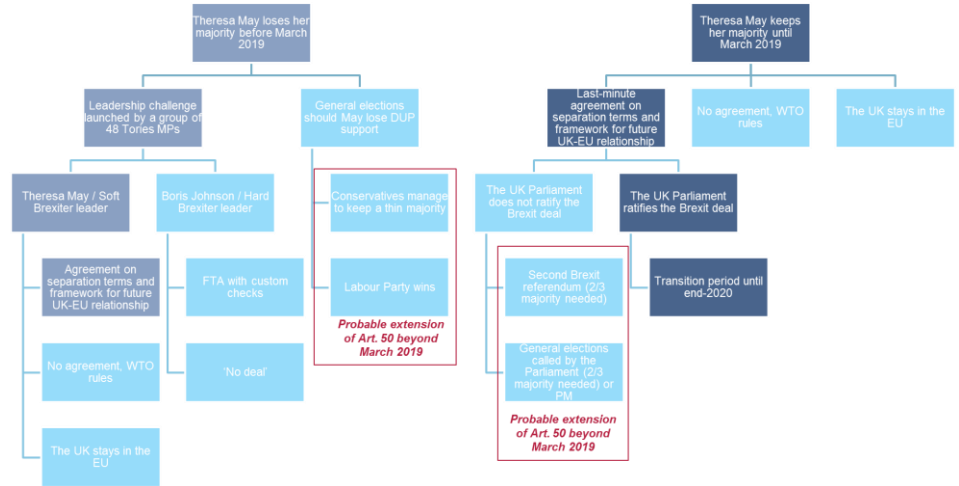 Theresa May loses her
majority before March
2019
Leadership challenge
launched by a group of
48 Tories MPs
General elections
should May lose DUP
support
Theresa May / Soft
Brexiter leader
Boris Johnson / Hard
Brexiter leader
Conservatives manage
to keep a thin majority
Agreement on
separation terms and
framework for future
UK-EU relationship
FTA with custom
checks
Labour Party wins
Probable extension
of Art. 50 beyond
March 2019
No agreement, WTO
rules
'No deal'
The UK stays in the
EU
Theresa May keeps
her majority until
March 2019
Last-minute
agreement on
separation terms and
framework for future
UK-EU relationship
No agreement, WTO
rules
The UK stays in the
EU
The UK Parliament
does not ratify the
Brexit deal
The UK Parliament
ratifies the Brexit deal
Second Brexit
referendum (2/3
majority needed)
Transition period until
end-2020
General elections
called by the
Parliament (2/3
majority needed) or
PM
Probable extension
of Art. 50 beyond
March 2019